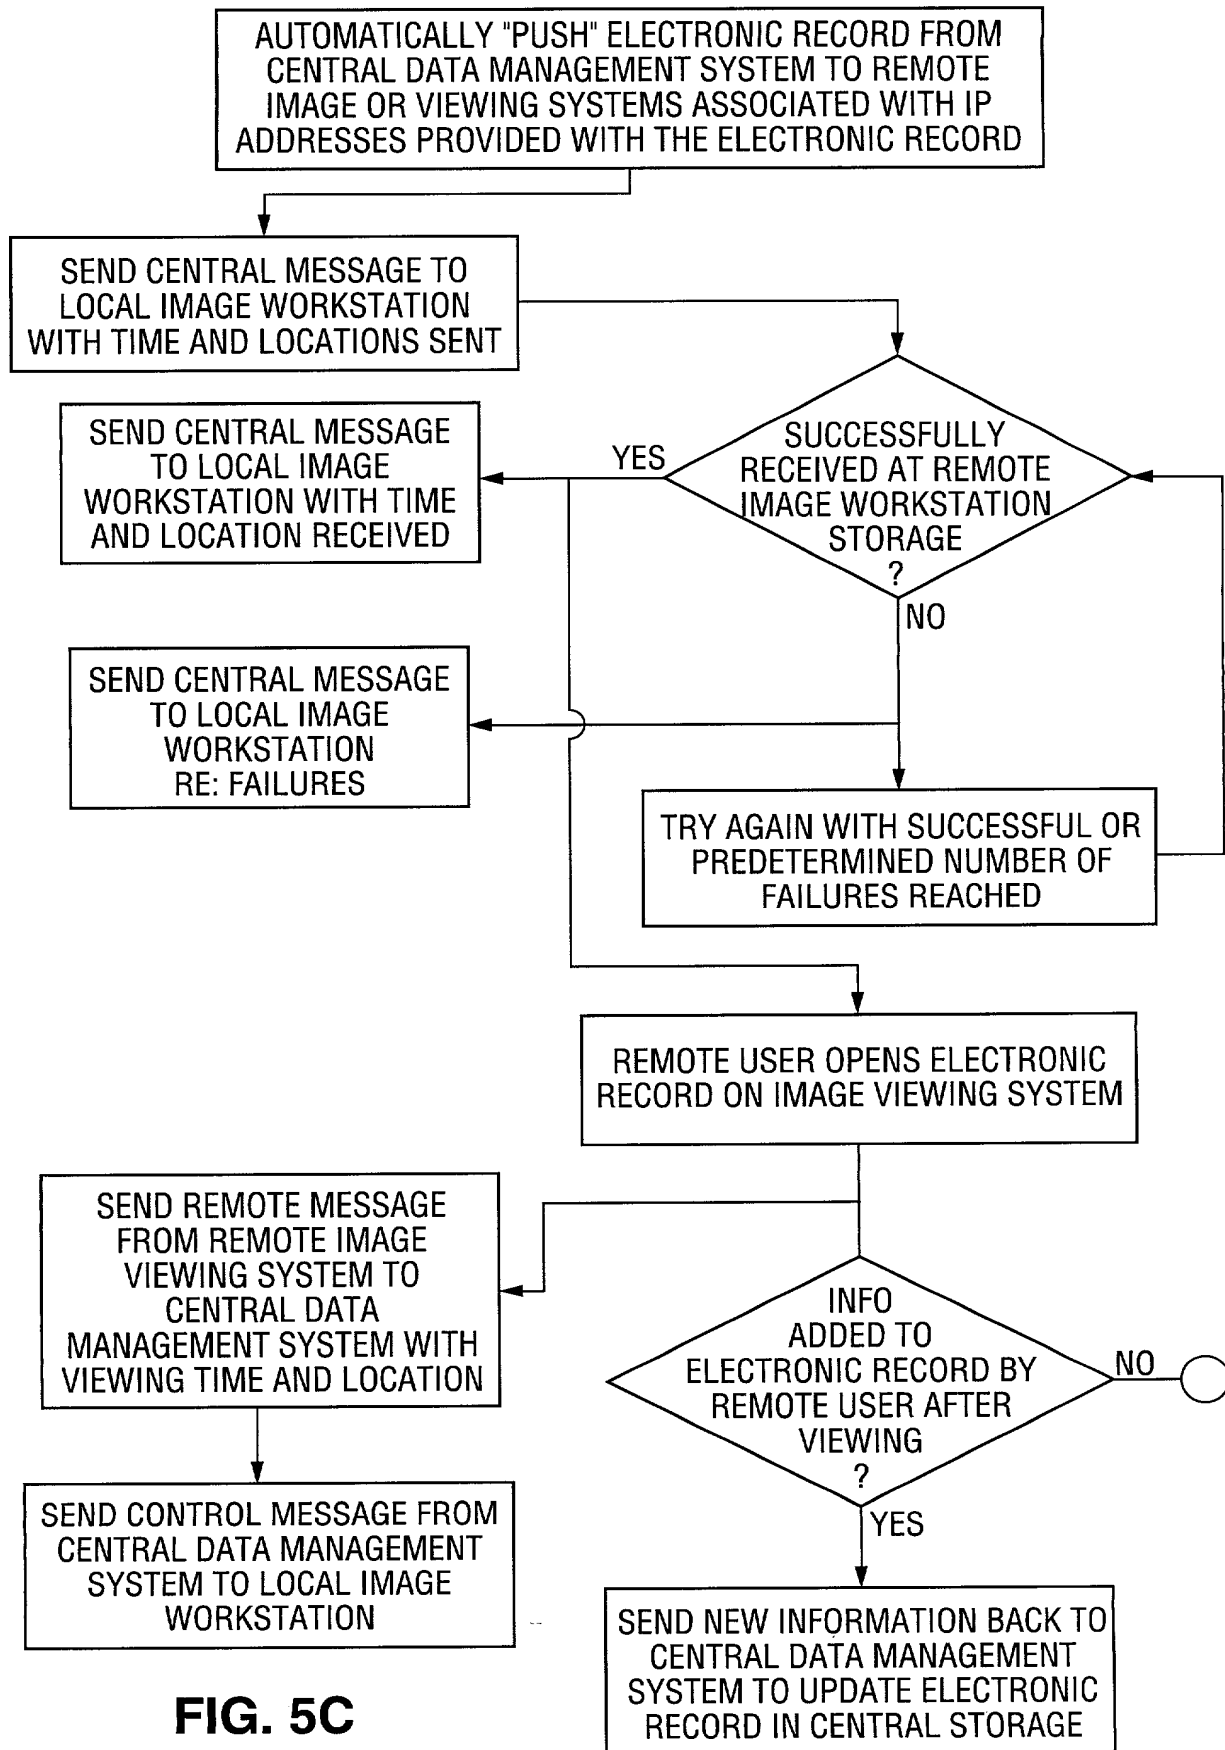 AUTOMATICALLY "PUSH" ELECTRONIC RECORD FROM
CENTRAL DATA MANAGEMENT SYSTEM TO REMOTE
IMAGE OR VIEWING SYSTEMS ASSOCIATED WITH IP
ADDRESSES PROVIDED WITH THE ELECTRONIC RECORD
SEND CENTRAL MESSAGE TO
LOCAL IMAGE WORKSTATION
WITH TIME AND LOCATIONS SENT
SUCCESSFULLY
RECEIVED AT REMOTE
IMAGE WORKSTATION
STORAGE
?
YES
SEND CENTRAL MESSAGE
TO LOCAL IMAGE
WORKSTATION WITH TIME
AND LOCATION RECEIVED
NO
SEND CENTRAL MESSAGE
TO LOCAL IMAGE
WORKSTATION
RE: FAILURES
TRY AGAIN WITH SUCCESSFUL OR
PREDETERMINED NUMBER OF
FAILURES REACHED
REMOTE USER OPENS ELECTRONIC
RECORD ON IMAGE VIEWING SYSTEM
SEND REMOTE MESSAGE
FROM REMOTE IMAGE
VIEWING SYSTEM TO
CENTRAL DATA
MANAGEMENT SYSTEM WITH
VIEWING TIME AND LOCATION
INFO
ADDED TO
ELECTRONIC RECORD BY
REMOTE USER AFTER
VIEWING
?
NO
YES
SEND CONTROL MESSAGE FROM
CENTRAL DATA MANAGEMENT
SYSTEM TO LOCAL IMAGE
WORKSTATION
SEND NEW INFORMATION BACK TO
CENTRAL DATA MANAGEMENT
SYSTEM TO UPDATE ELECTRONIC
RECORD IN CENTRAL STORAGE
FIG. 5C